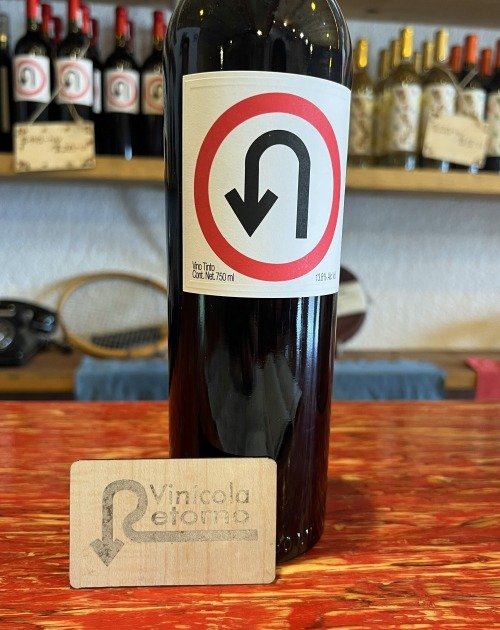 Vino Tinto
Cont. Net. 750 ml
Vinícola
Retorno